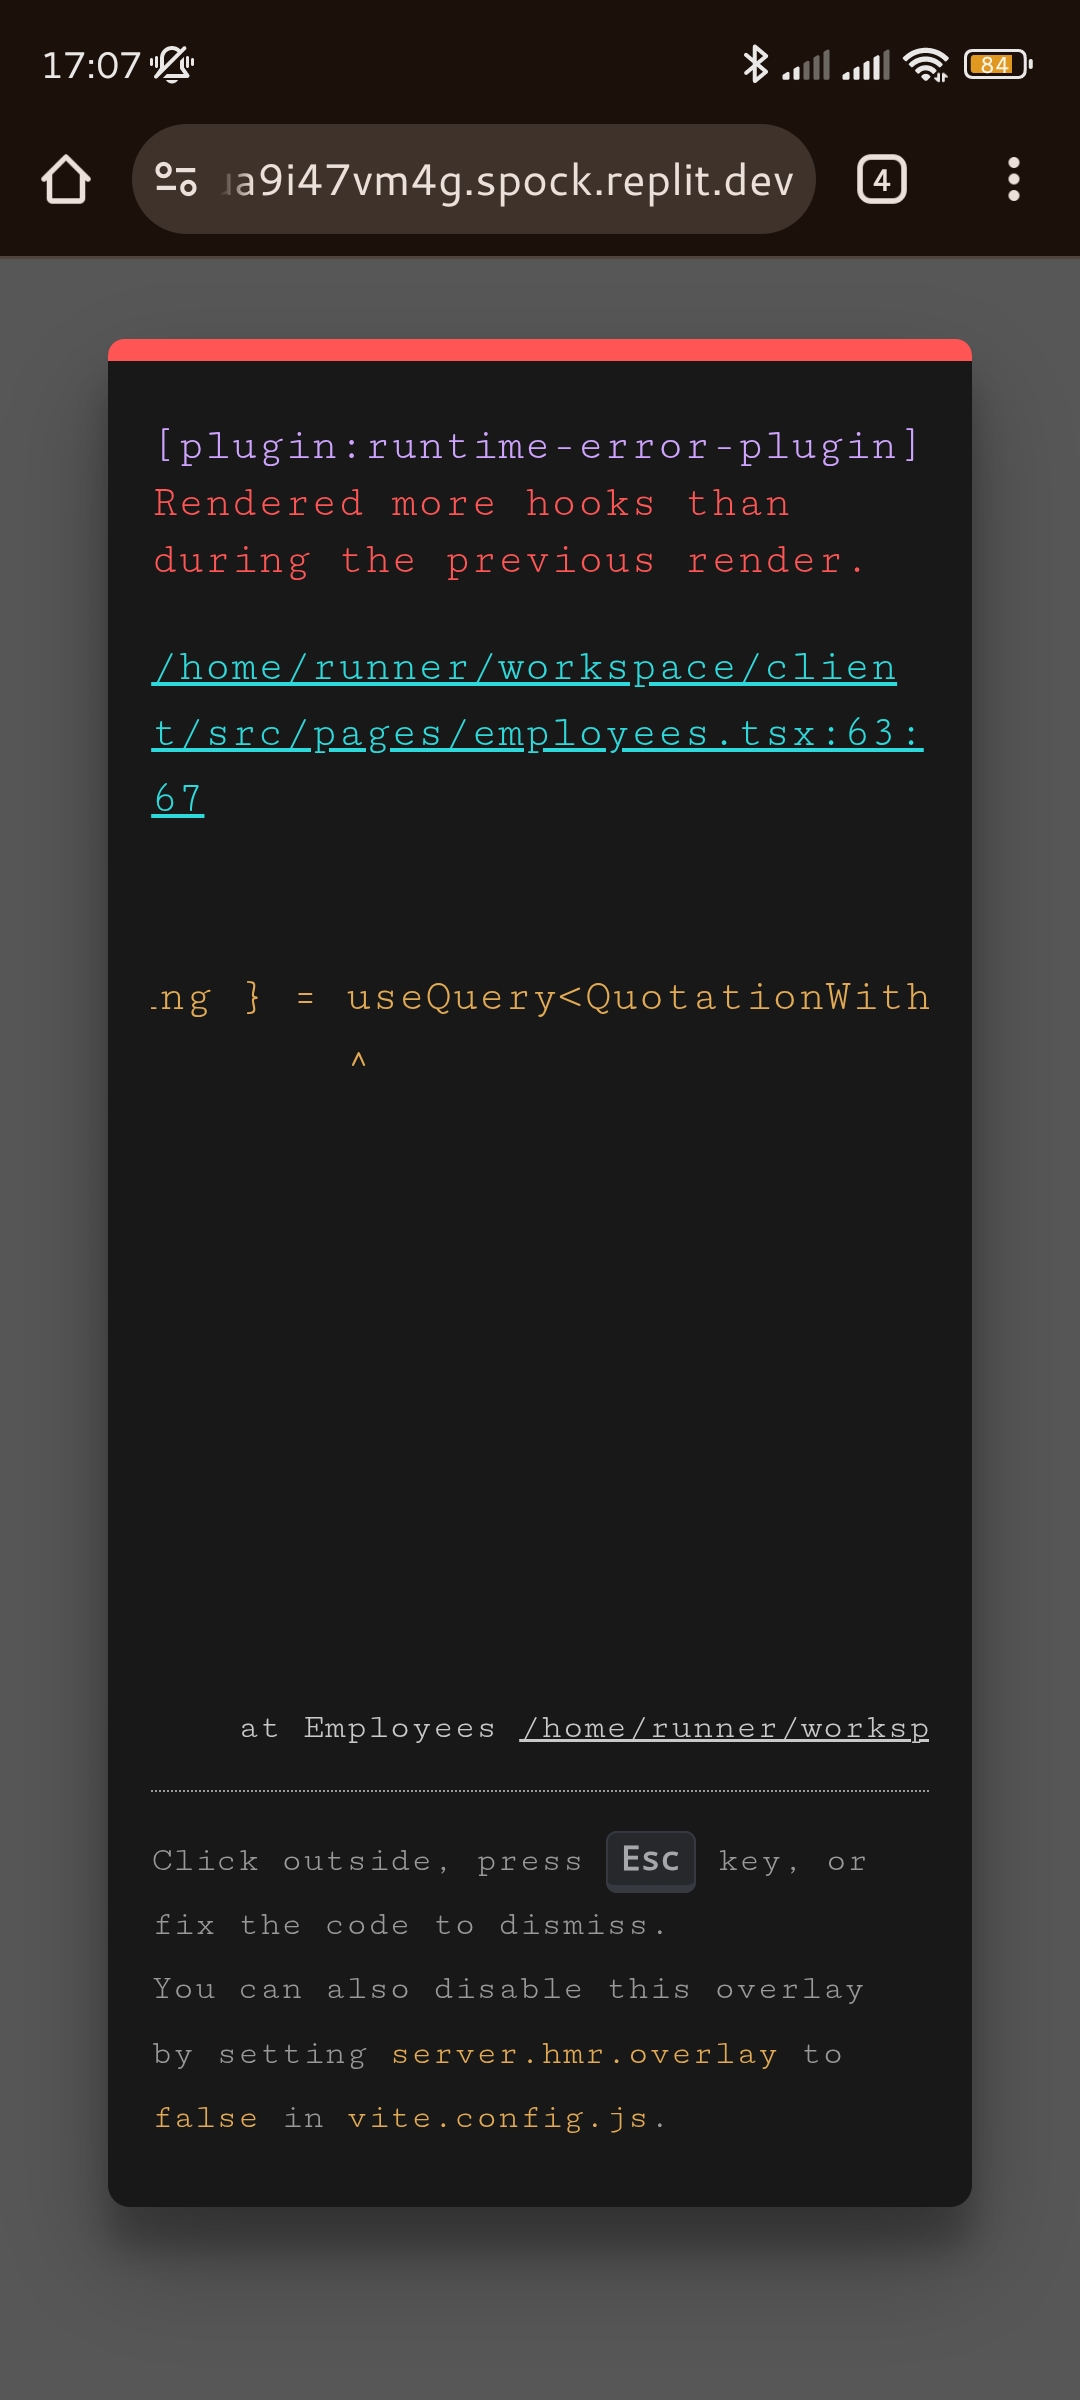 17:07
84
a9i47vm4g.spock.replit.dev
4
[plugin:runtime-error-plugin]
Rendered more hooks than
during the previous render.
/home/runner/workspace/clien
t/src/pages/employees.tsx:63:
67
ng } = useQuery<QuotationWith
^
at Employees /home/runner/worksp
Click outside, press Esc key, or
fix the code to dismiss.
You can also disable this overlay
by setting server.hmr.overlay to
false in vite.config.js.